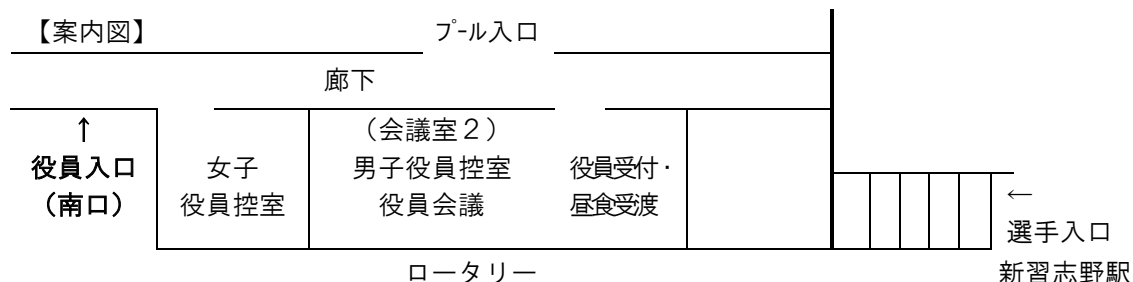 【案内図】
プール入口
廊下
↑
役員入口
（南口）
女子
役員控室
（会議室２）
男子役員控室
役員会議
役員受付・
昼食受渡
←
選手入口
新習志野駅
ロータリー